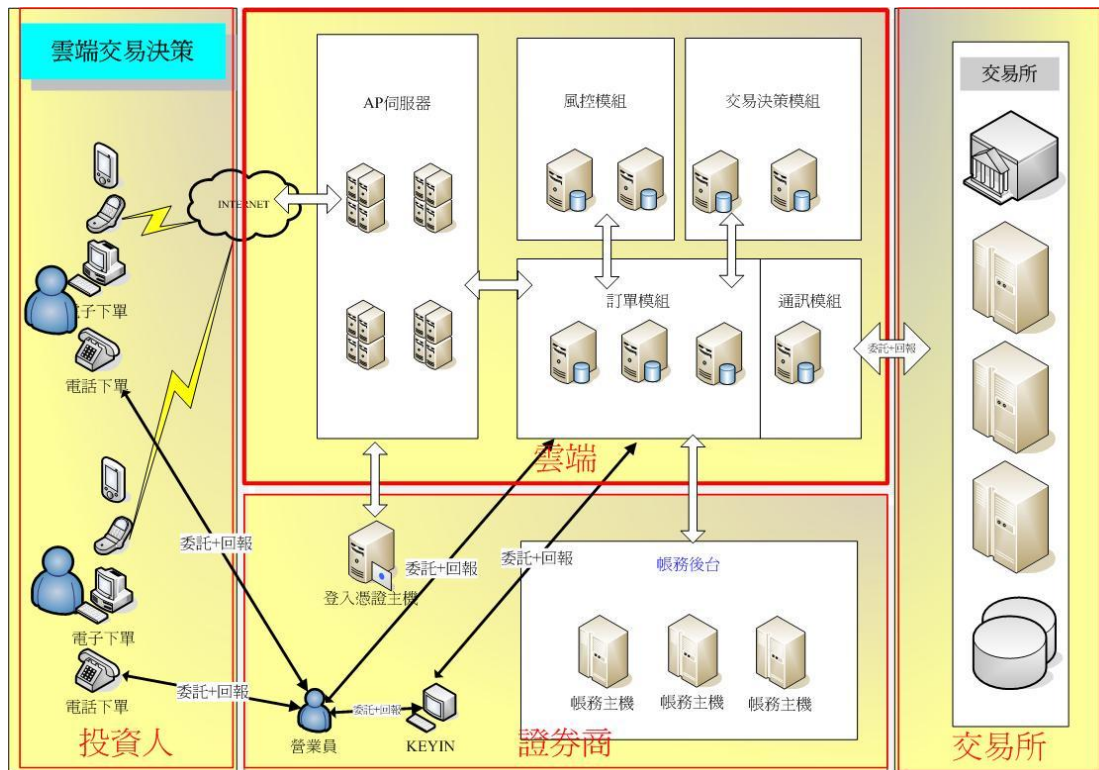 雲端交易決策
INTERNET
電子下單
電話下單
電子下單
電話下單
投資人
AP伺服器
風控模組
交易決策模組
訂單模組
通訊模組
雲端
委託+回報
委託+回報
委託+回報
委託+回報
委託+回報
委託+回報
登入憑證主機
營業員
KEYIN
帳務後台
帳務主機
帳務主機
帳務主機
證券商
交易所
交易所